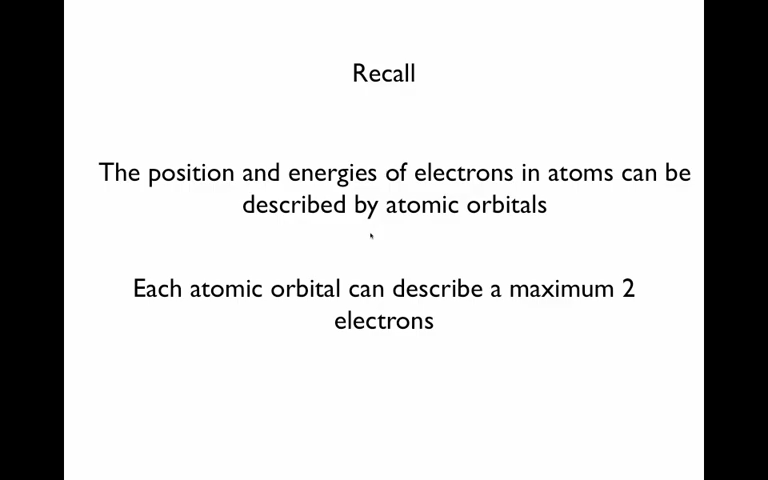 Recall
The position and energies of electrons in atoms can be
described by atomic orbitals
Each atomic orbital can describe a maximum 2
electrons